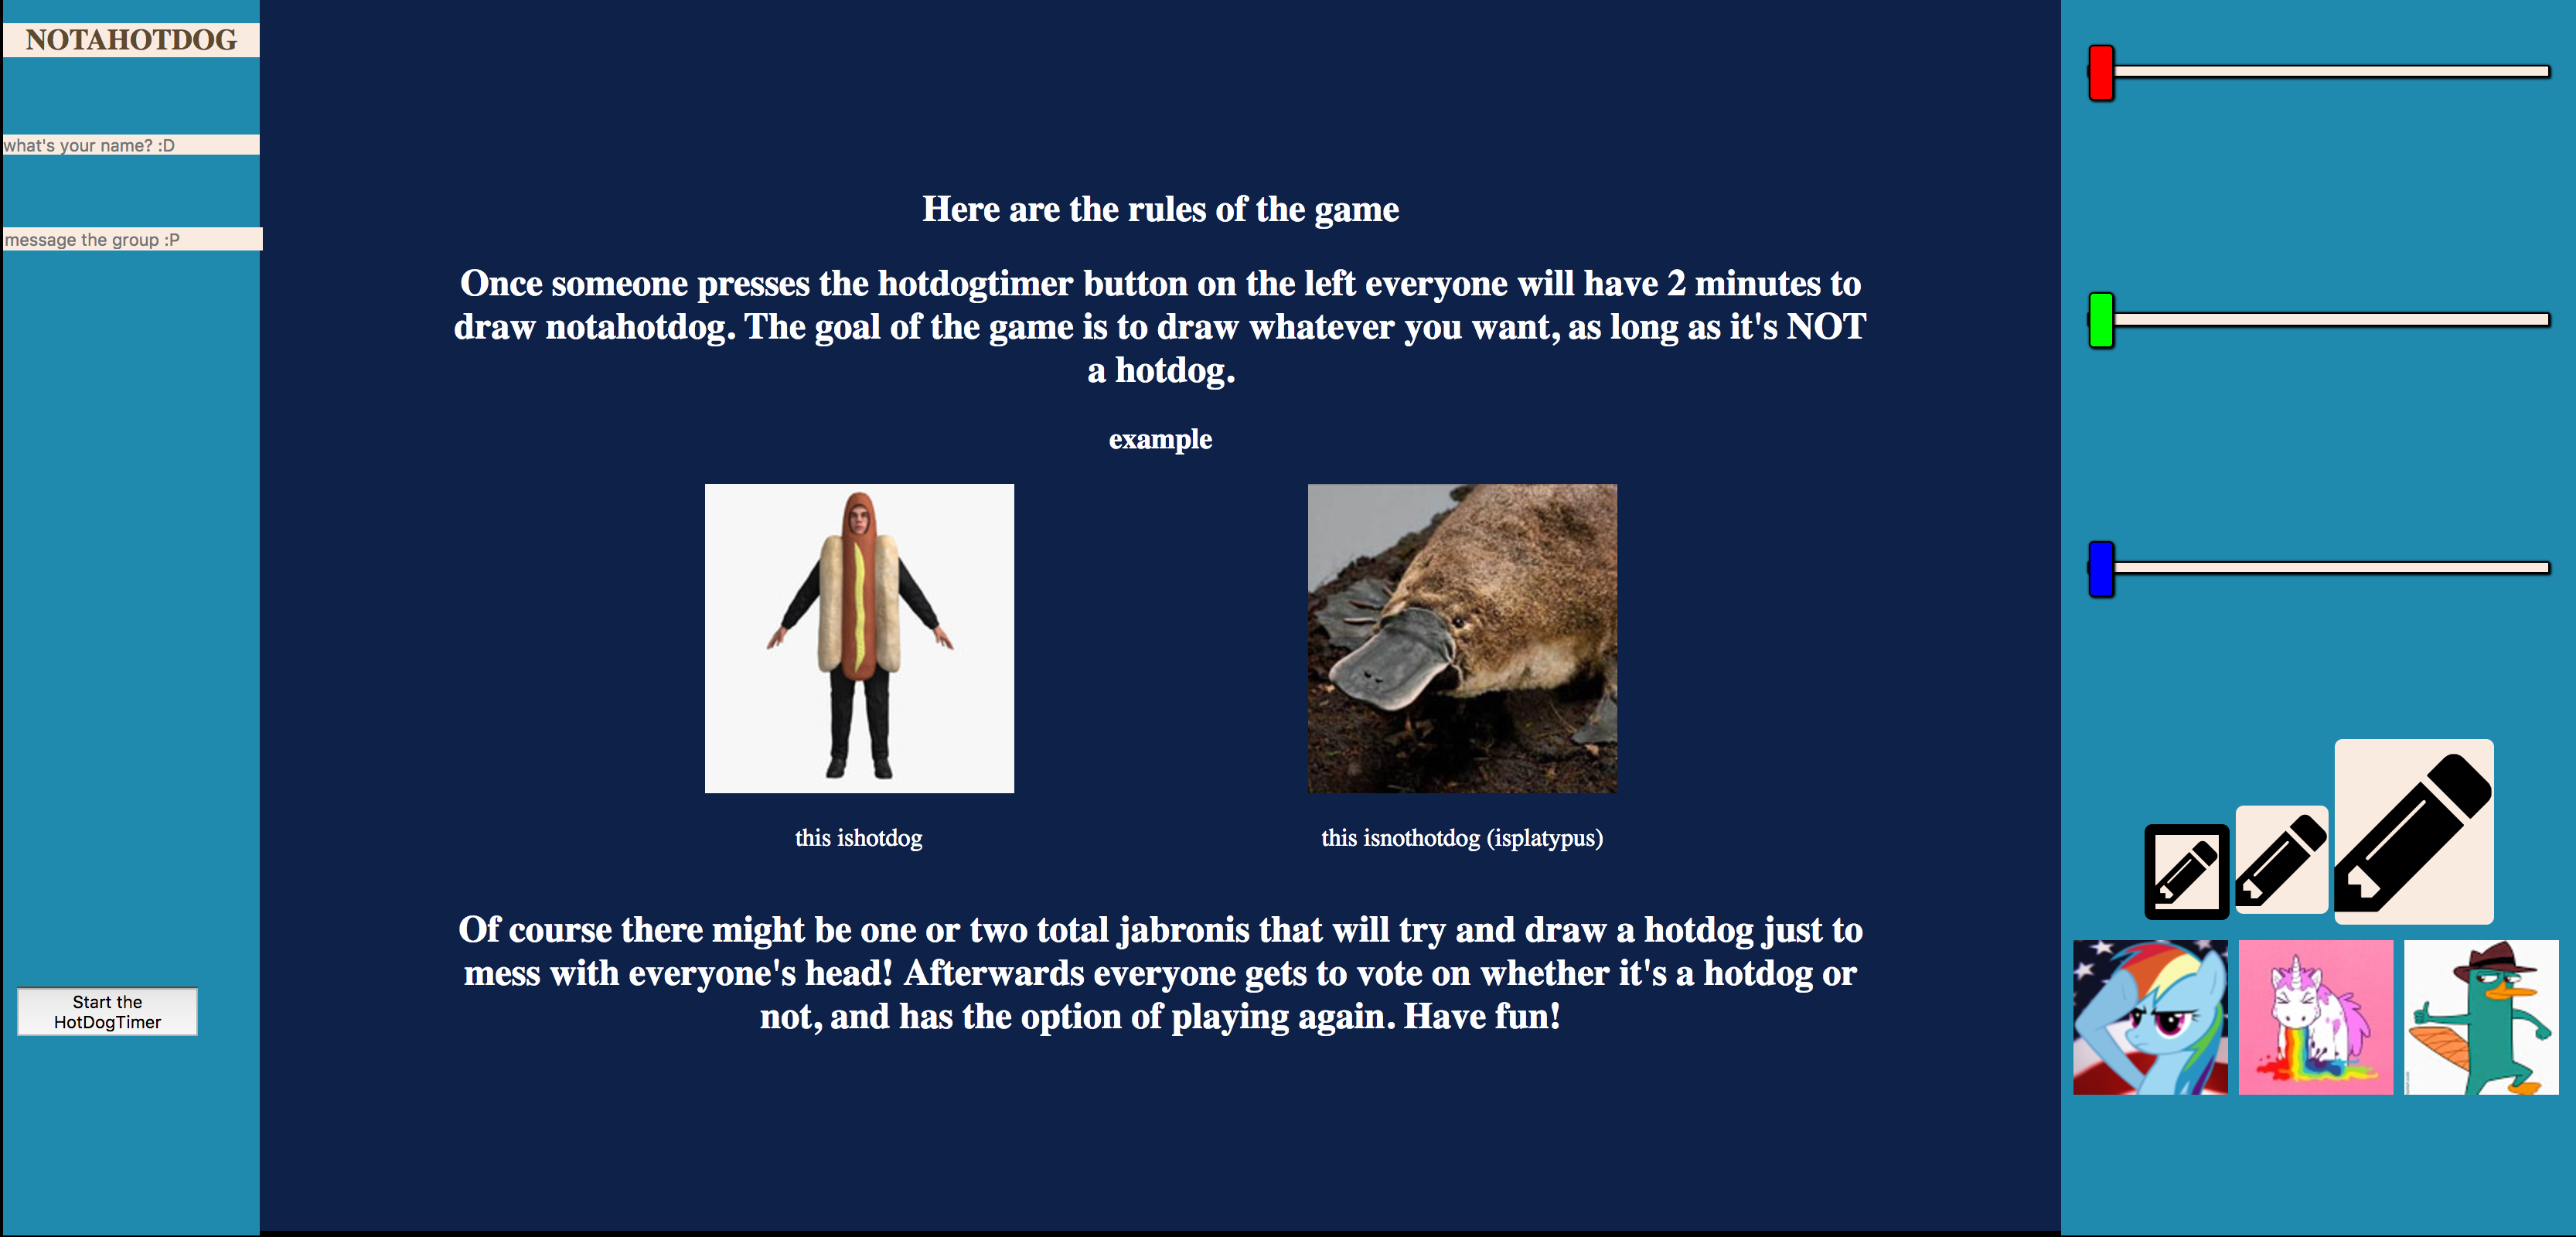 NOTAHOTDOG
what's your name? :D
message the group :P
Start the
HotDogTimer
Here are the rules of the game
Once someone presses the hotdogtimer button on the left everyone will have 2 minutes to
draw notahotdog. The goal of the game is to draw whatever you want, as long as it's NOT
a hotdog.
example
this ishotdog
this isnothotdog (isplatypus)
Of course there might be one or two total jabronis that will try and draw a hotdog just to
mess with everyone's head! Afterwards everyone gets to vote on whether it's a hotdog or
not, and has the option of playing again. Have fun!